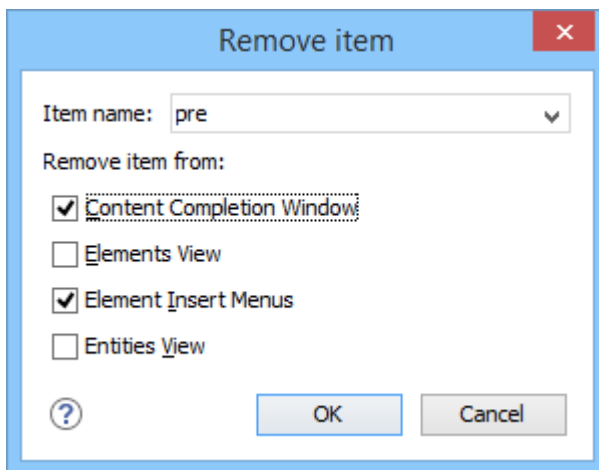 Remove item
Item name: pre
Remove item from:
Content Completion Window
Elements View
Element Insert Menus
Entities View
? OK Cancel